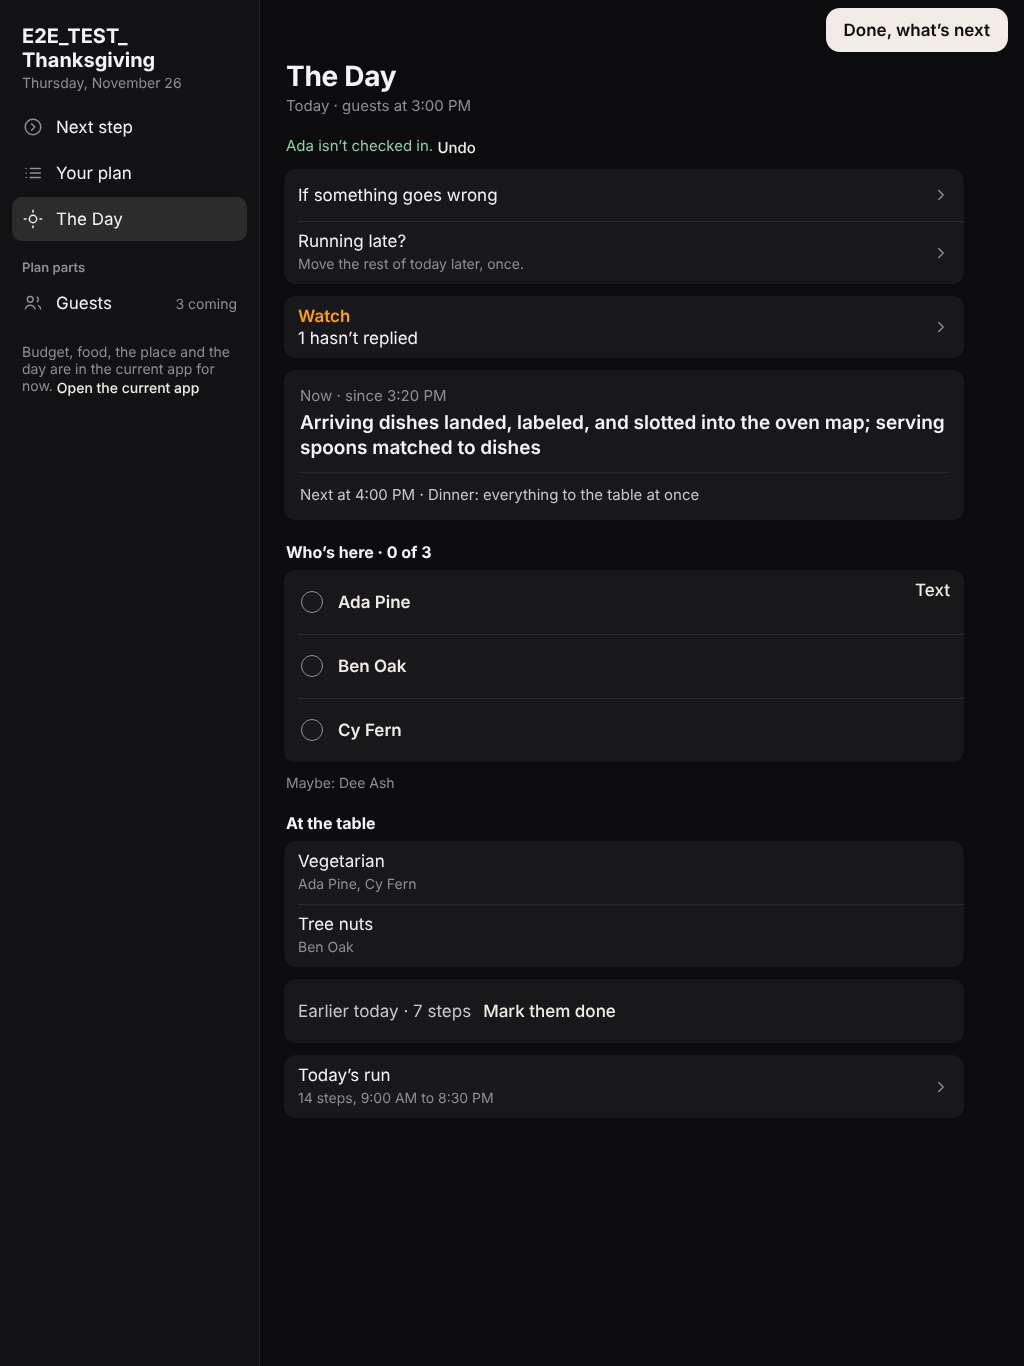 E2E_TEST_
Thanksgiving
Thursday, November 26
Next step
Your plan
The Day
Plan parts
Guests
3 coming
Budget, food, the place and the
day are in the current app for
now. Open the current app
Done, what’s next
The Day
Today · guests at 3:00 PM
Ada isn’t checked in. Undo
If something goes wrong
Running late?
Move the rest of today later, once.
Watch
1 hasn’t replied
Now · since 3:20 PM
Arriving dishes landed, labeled, and slotted into the oven map; serving
spoons matched to dishes
Next at 4:00 PM · Dinner: everything to the table at once
Who’s here · 0 of 3
Ada Pine
Text
Ben Oak
Cy Fern
Maybe: Dee Ash
At the table
Vegetarian
Ada Pine, Cy Fern
Tree nuts
Ben Oak
Earlier today · 7 steps Mark them done
Today’s run
14 steps, 9:00 AM to 8:30 PM